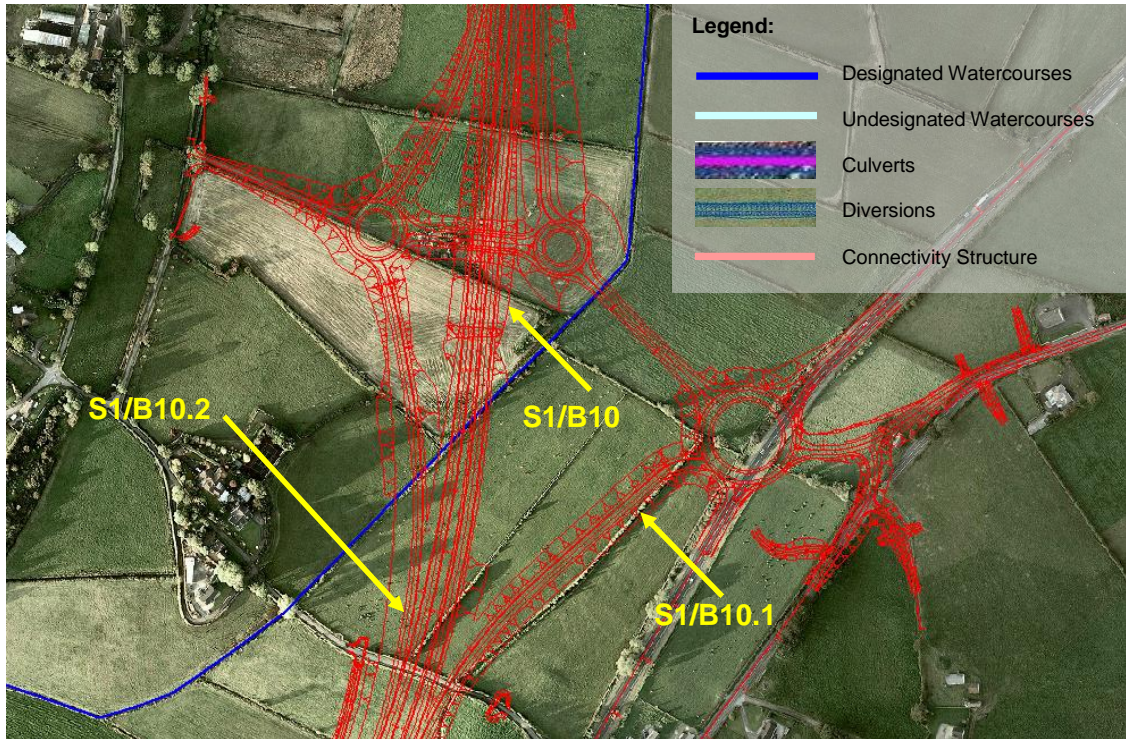 Legend:
Designated Watercourses
Undesignated Watercourses
Culverts
Diversions
Connectivity Structure
S1/B10.2
S1/B10
S1/B10.1